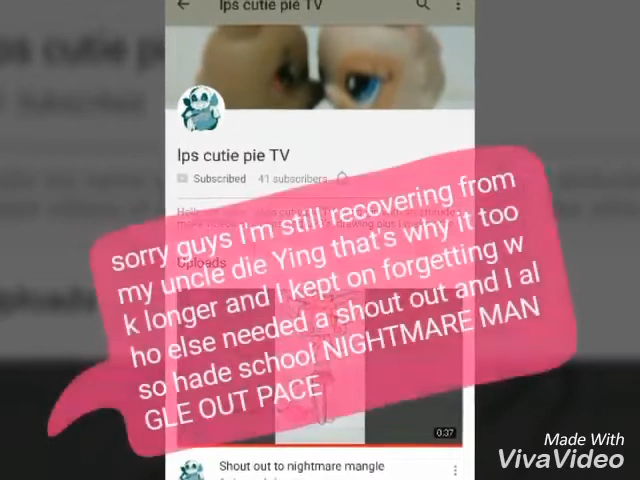 lps cutie pie TV
lps cutie pie TV
Subscribed 41 subscribers
sorry guys I'm still recovering from
my uncle die Ying that's why it too
k longer and I kept on forgetting w
ho else needed a shout out and I al
so hade school NIGHTMARE MAN
GLE OUT PACE
Uploads
0:37
Shout out to nightmare mangle
Made With
VivaVideo